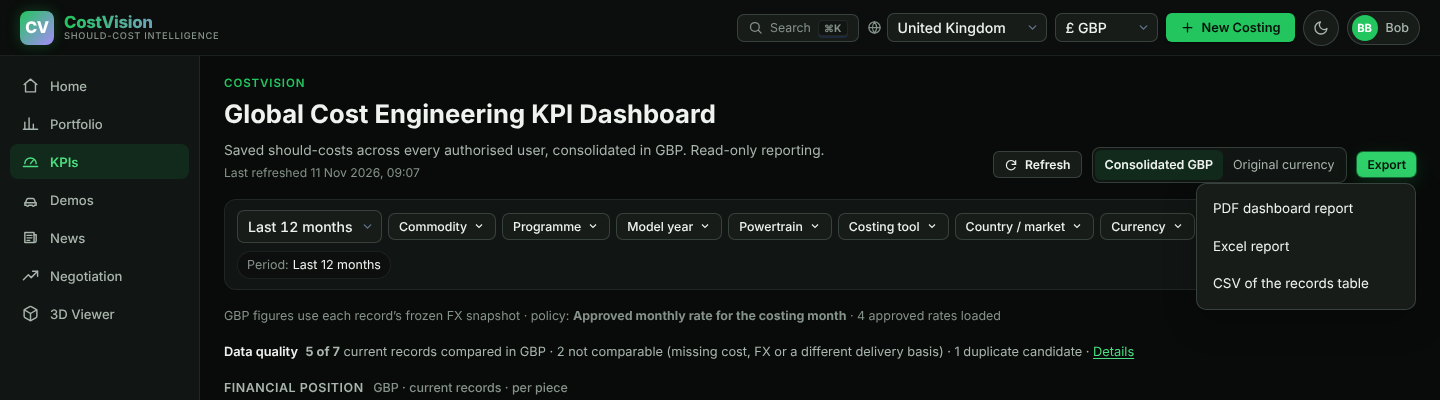 CV
CostVision
SHOULD-COST INTELLIGENCE
Search ⌘K
United Kingdom
£ GBP
+ New Costing
BB Bob
Home
Portfolio
KPIs
Demos
News
Negotiation
3D Viewer
COSTVISION
Global Cost Engineering KPI Dashboard
Saved should-costs across every authorised user, consolidated in GBP. Read-only reporting.
Last refreshed 11 Nov 2026, 09:07
Refresh
Consolidated GBP Original currency
Export
PDF dashboard report
Excel report
CSV of the records table
Last 12 months Commodity Programme Model year Powertrain Costing tool Country / market Currency
Period: Last 12 months
GBP figures use each record's frozen FX snapshot · policy: Approved monthly rate for the costing month · 4 approved rates loaded
Data quality 5 of 7 current records compared in GBP · 2 not comparable (missing cost, FX or a different delivery basis) · 1 duplicate candidate · Details
FINANCIAL POSITION GBP · current records · per piece